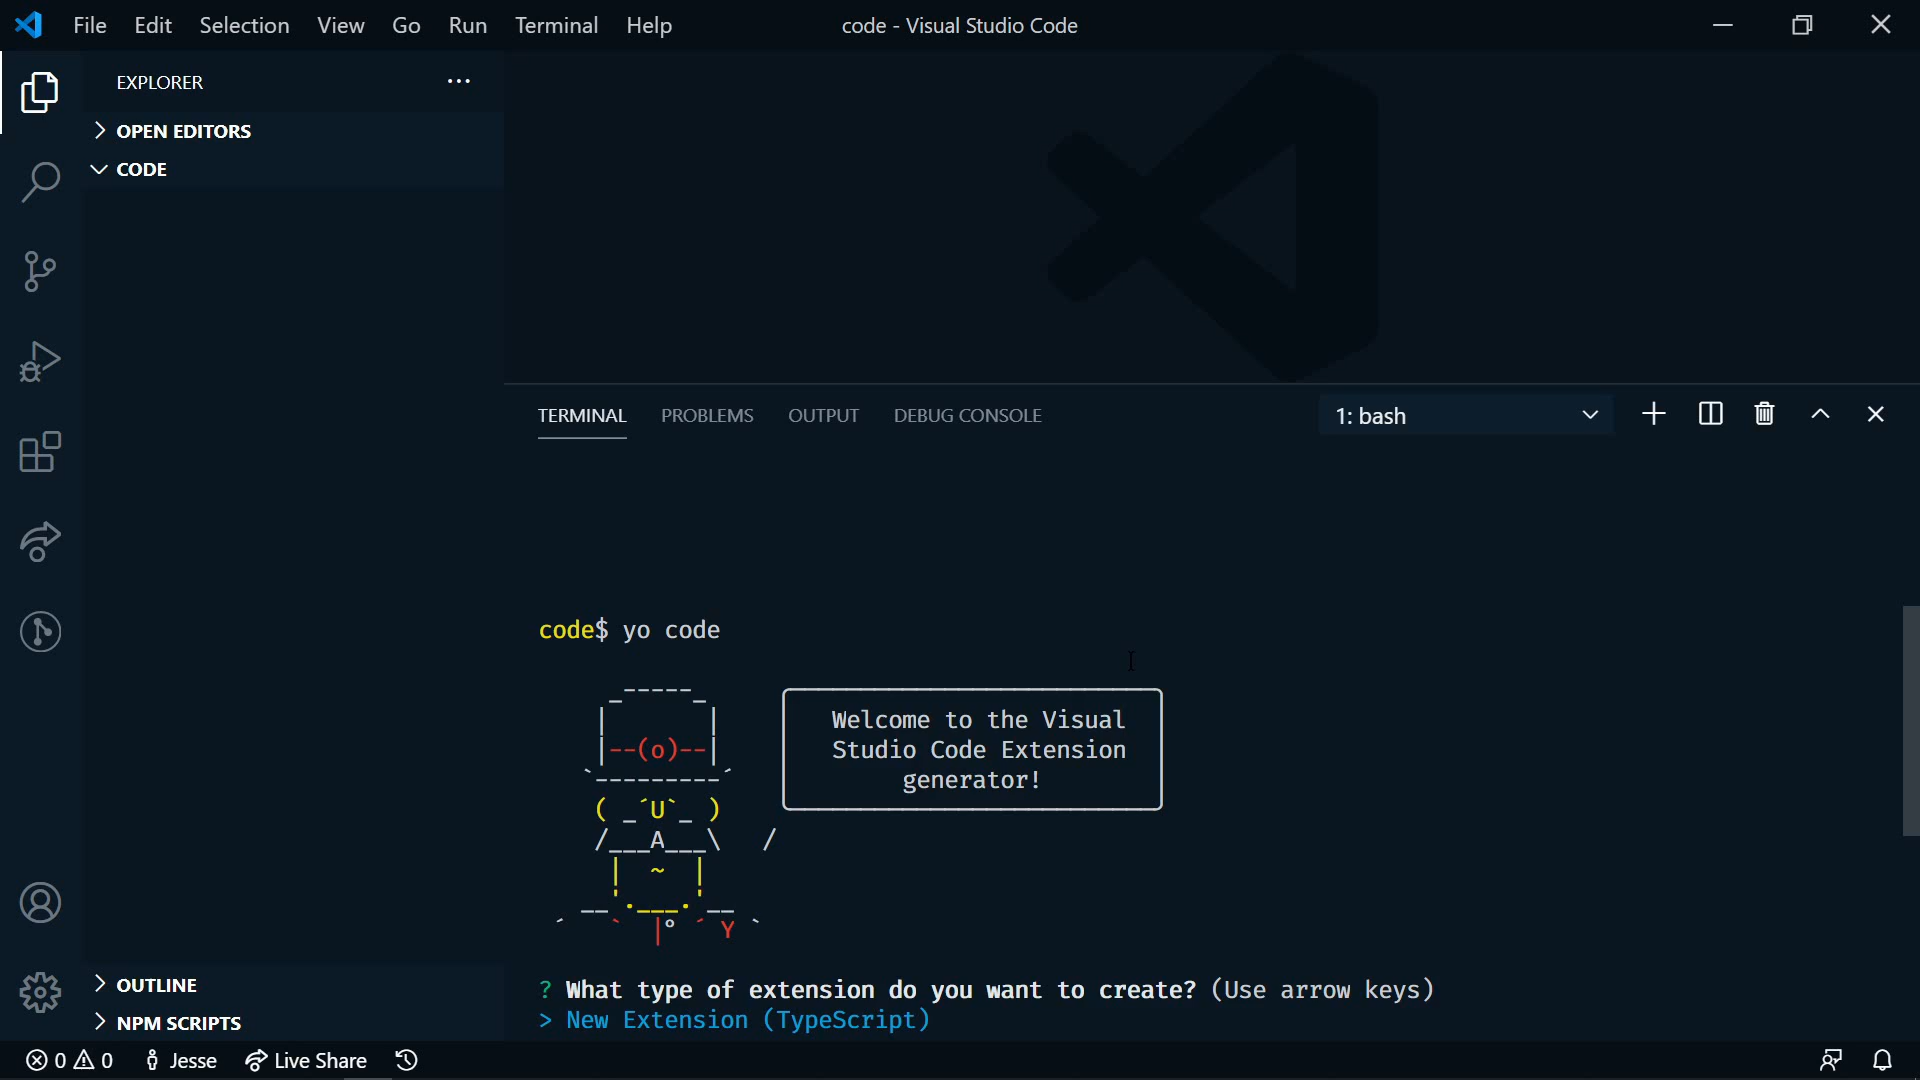 File Edit Selection View Go Run Terminal Help code - Visual Studio Code
EXPLORER
OPEN EDITORS
CODE
TERMINAL PROBLEMS OUTPUT DEBUG CONSOLE 1: bash
code$ yo code
     _-----_
    |       |
    |--(o)--|
   `---------´
    ( _´U`_ )
    /___A___\   /
     |  ~  |
   __'.___.'__
 ´   `  |° ´ Y `
Welcome to the Visual
Studio Code Extension
generator!
? What type of extension do you want to create? (Use arrow keys)
> New Extension (TypeScript)
OUTLINE
NPM SCRIPTS
0 0 Jesse Live Share